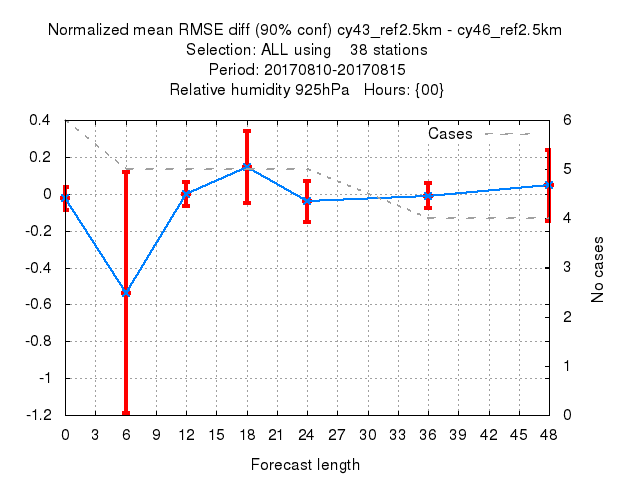 Normalized mean RMSE diff (90% conf) cy43_ref2.5km - cy46_ref2.5km
Selection: ALL using    38 stations
Period: 20170810-20170815
Relative humidity 925hPa   Hours: {00}
Cases
0.4
0.2
0
-0.2
-0.4
-0.6
-0.8
-1
-1.2
6
5
4
3
2
1
0
No cases
0 3 6 9 12 15 18 21 24 27 30 33 36 39 42 45 48
Forecast length